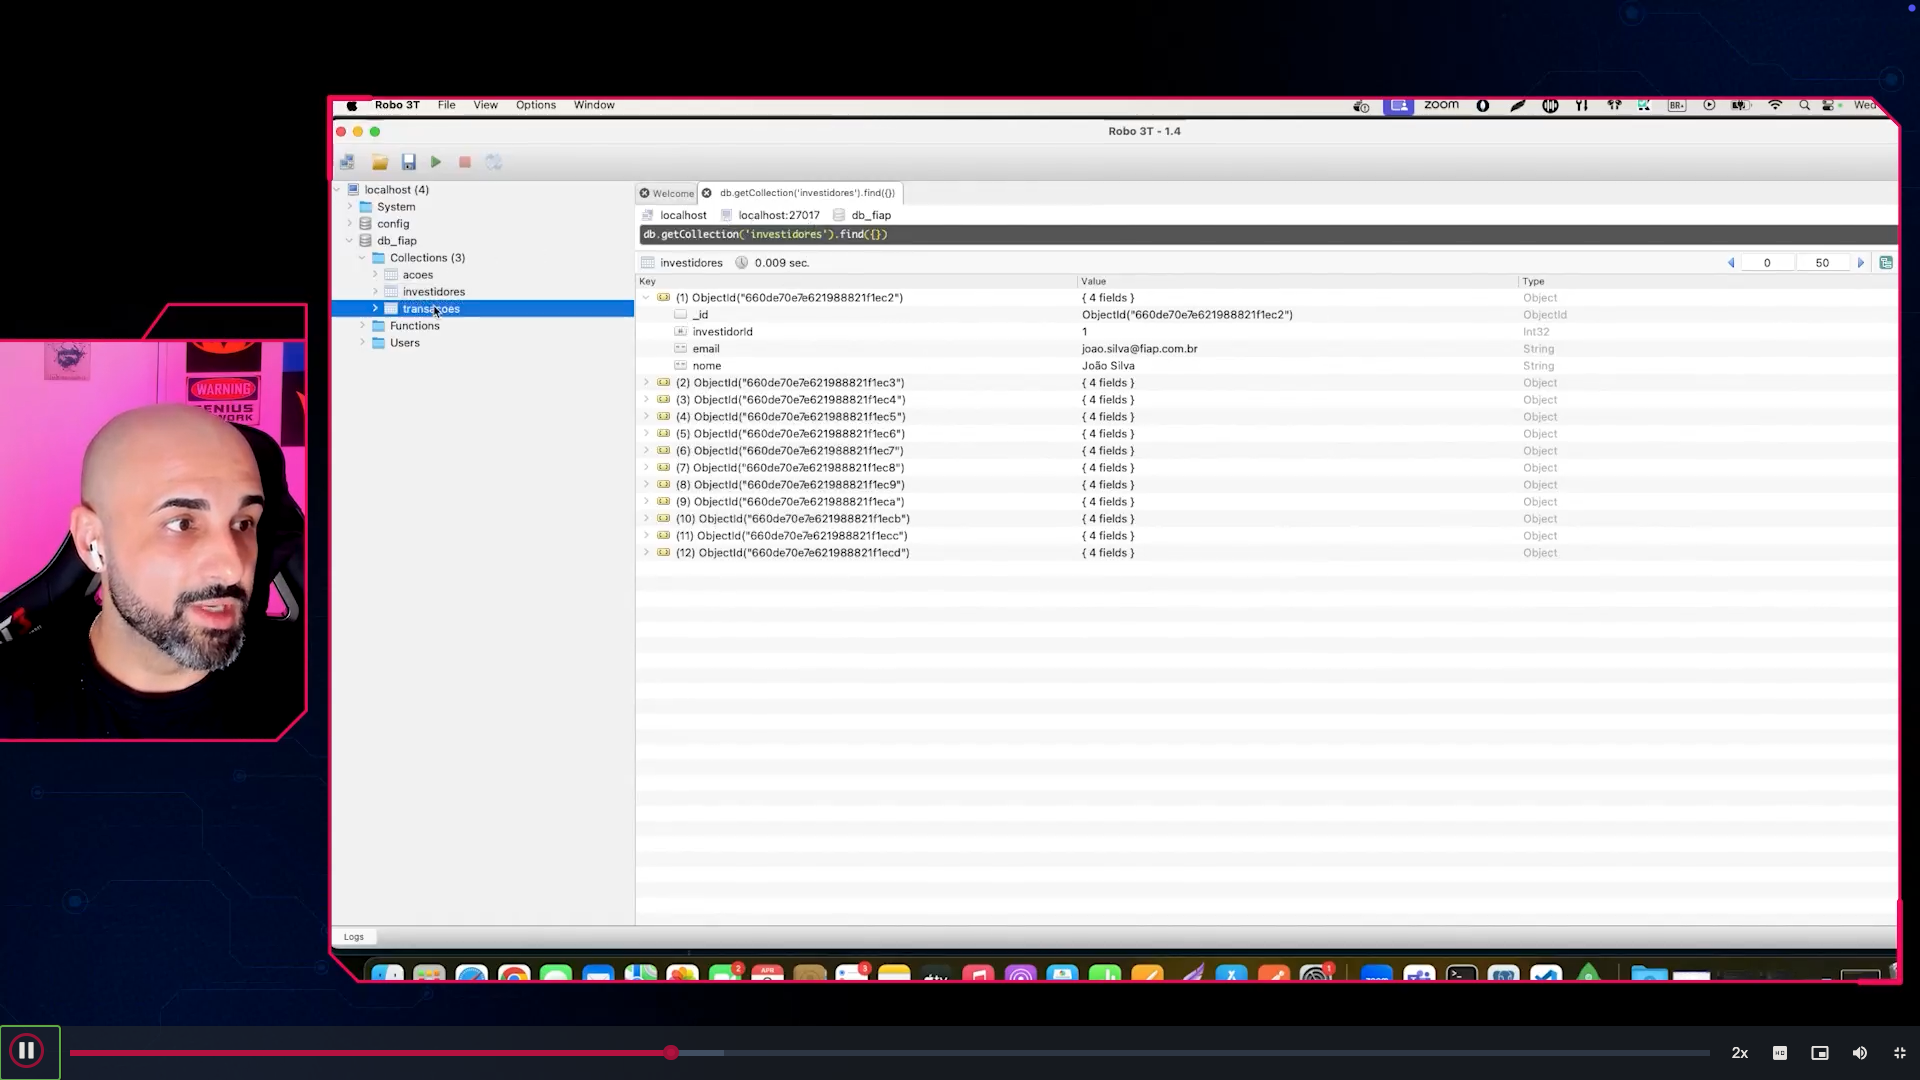 Robo 3T File View Options Window zoom BR Wed
Robo 3T - 1.4
localhost (4)
System
config
db_fiap
Collections (3)
acoes
investidores
transacoes
Functions
Users
Welcome db.getCollection('investidores').find({})
localhost localhost:27017 db_fiap
db.getCollection('investidores').find({})
investidores 0.009 sec. 0 50
Key Value Type
(1) ObjectId("660de70e7e621988821f1ec2") { 4 fields } Object
_id ObjectId("660de70e7e621988821f1ec2") ObjectId
investidorId 1 Int32
email joao.silva@fiap.com.br String
nome João Silva String
(2) ObjectId("660de70e7e621988821f1ec3") { 4 fields } Object
(3) ObjectId("660de70e7e621988821f1ec4") { 4 fields } Object
(4) ObjectId("660de70e7e621988821f1ec5") { 4 fields } Object
(5) ObjectId("660de70e7e621988821f1ec6") { 4 fields } Object
(6) ObjectId("660de70e7e621988821f1ec7") { 4 fields } Object
(7) ObjectId("660de70e7e621988821f1ec8") { 4 fields } Object
(8) ObjectId("660de70e7e621988821f1ec9") { 4 fields } Object
(9) ObjectId("660de70e7e621988821f1eca") { 4 fields } Object
(10) ObjectId("660de70e7e621988821f1ecb") { 4 fields } Object
(11) ObjectId("660de70e7e621988821f1ecc") { 4 fields } Object
(12) ObjectId("660de70e7e621988821f1ecd") { 4 fields } Object
WARNING
GENIUS
WORK
Logs
2 APR 3 1
2x HD